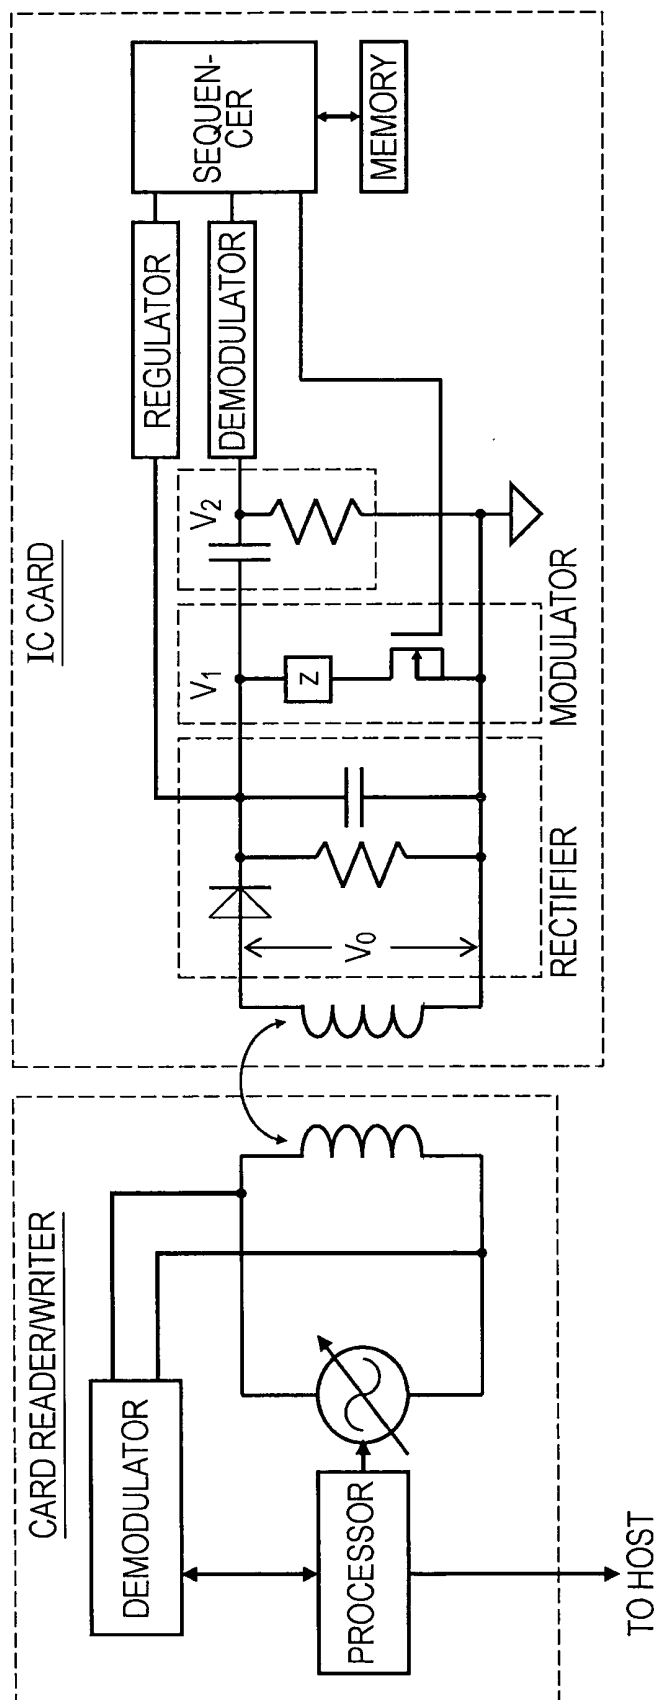 CARD READER/WRITER
DEMODULATOR
PROCESSOR
TO HOST
IC CARD
V0
RECTIFIER
V1
Z
MODULATOR
V2
REGULATOR
DEMODULATOR
SEQUEN-
CER
MEMORY